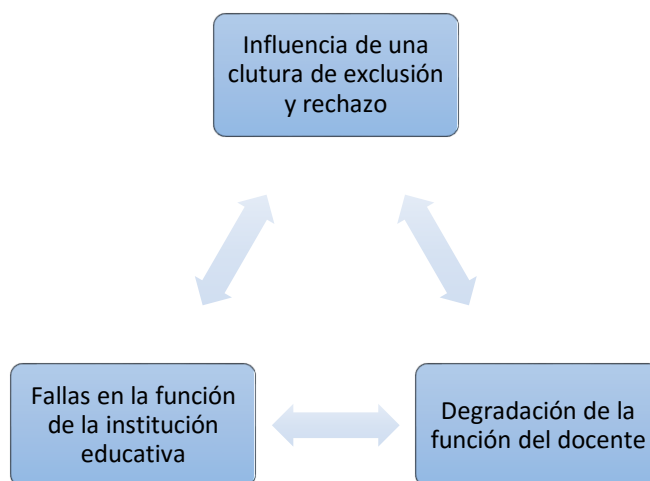 Influencia de una
clutura de exclusión
y rechazo
Fallas en la función
de la institución
educativa
Degradación de la
función del docente